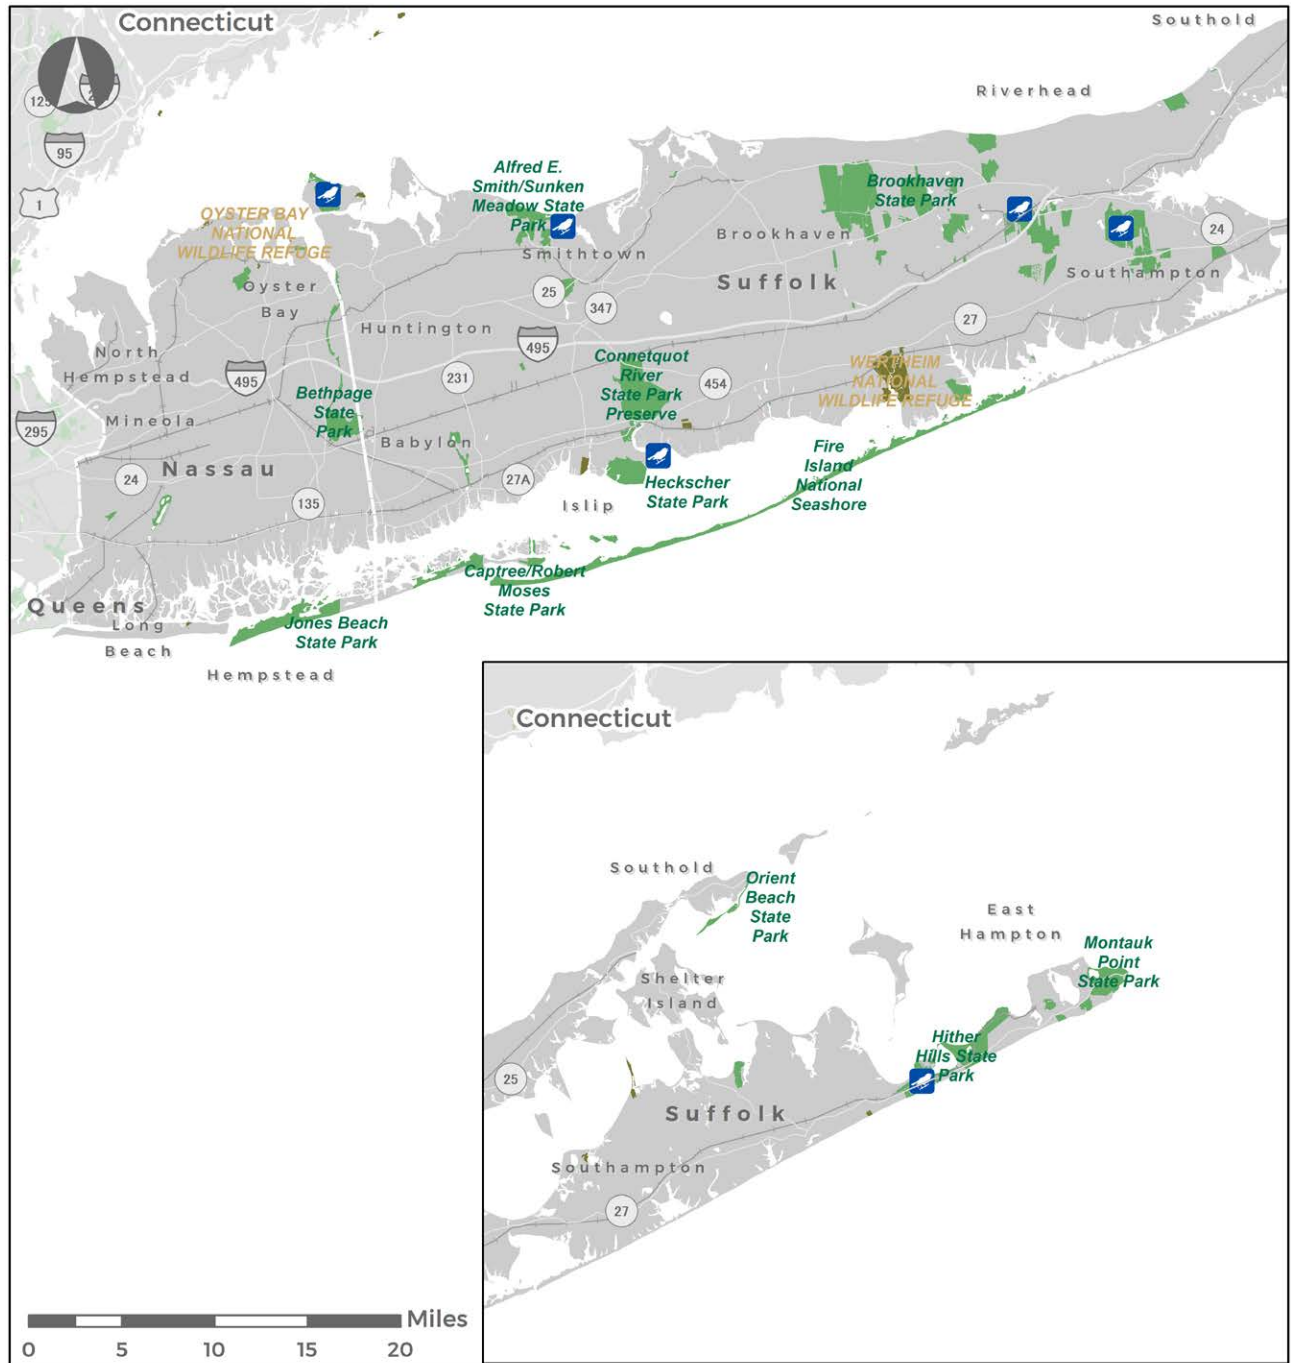 Connecticut
Southold
Riverhead
125
95
1
Alfred E.
Smith/Sunken
Meadow State
Park
Brookhaven
State Park
OYSTER BAY
NATIONAL
WILDLIFE REFUGE
Brookhaven
24
Smithtown
Southampton
Oyster
Bay
25
347
Suffolk
Huntington
27
North
Hempstead
495
495
231
Connetquot
River
State Park
Preserve
454
WERTHEIM
NATIONAL
WILDLIFE REFUGE
Bethpage
State
Park
Mineola
295
Babylon
Nassau
24
135
27A
Heckscher
State Park
Fire
Island
National
Seashore
Islip
Captree/Robert
Moses
State Park
Queens
Long
Beach
Jones Beach
State Park
Hempstead
Connecticut
Southold
Orient
Beach
State
Park
East
Hampton
Montauk
Point
State Park
Shelter
Island
Hither
Hills State
Park
25
Suffolk
Southampton
27
Miles
0 5 10 15 20